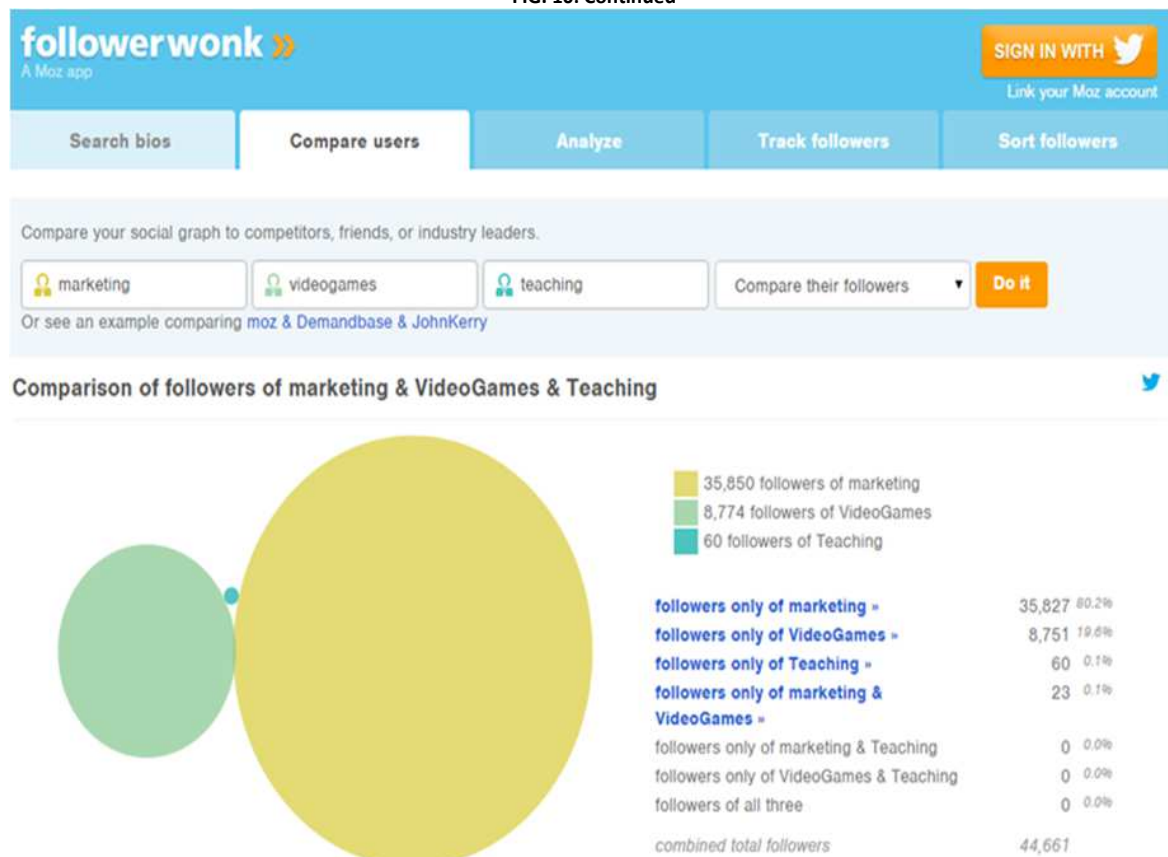 FIG. 10. Continued
followerwonk »
A Moz app
SIGN IN WITH
Link your Moz account
Search bios
Compare users
Analyze
Track followers
Sort followers
Compare your social graph to competitors, friends, or industry leaders.
marketing
videogames
teaching
Compare their followers
Do it
Or see an example comparing moz & Demandbase & JohnKerry
Comparison of followers of marketing & VideoGames & Teaching
35,850 followers of marketing
8,774 followers of VideoGames
60 followers of Teaching
followers only of marketing » 35,827 80.2%
followers only of VideoGames » 8,751 19.6%
followers only of Teaching » 60 0.1%
followers only of marketing & 23 0.1%
VideoGames »
followers only of marketing & Teaching 0 0.0%
followers only of VideoGames & Teaching 0 0.0%
followers of all three 0 0.0%
combined total followers 44,661